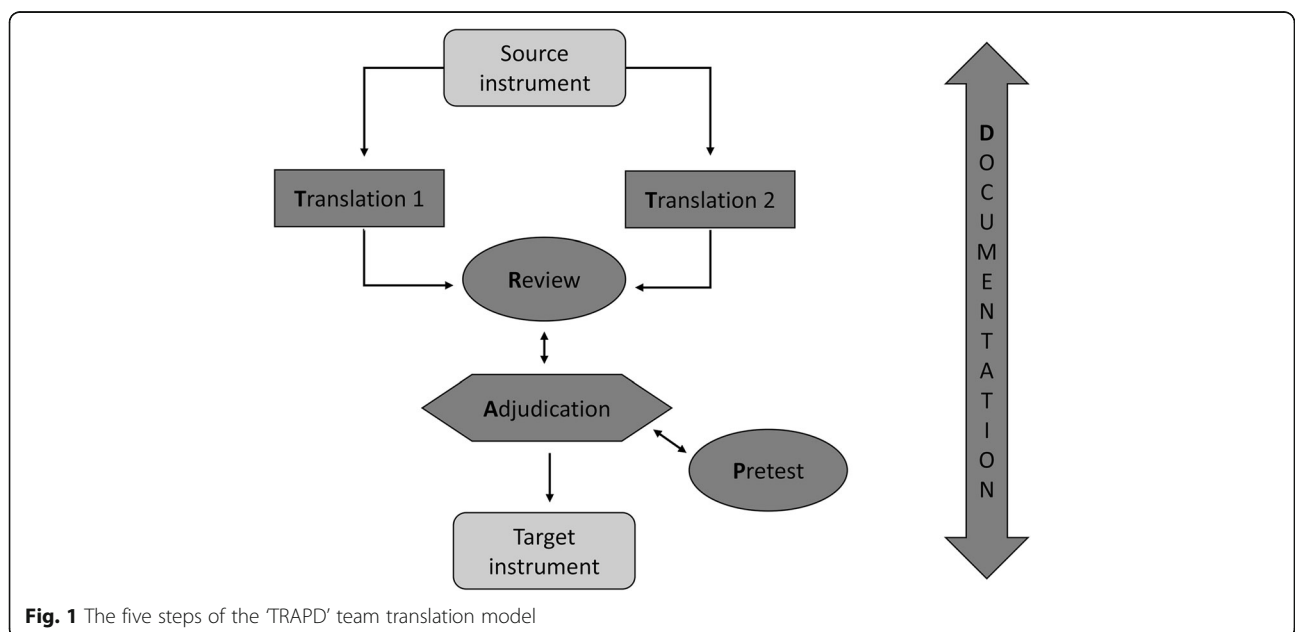 Source
instrument
Translation 1
Translation 2
Review
Adjudication
Pretest
Target
instrument
DOCUMENTATION
Fig. 1 The five steps of the ‘TRAPD’ team translation model